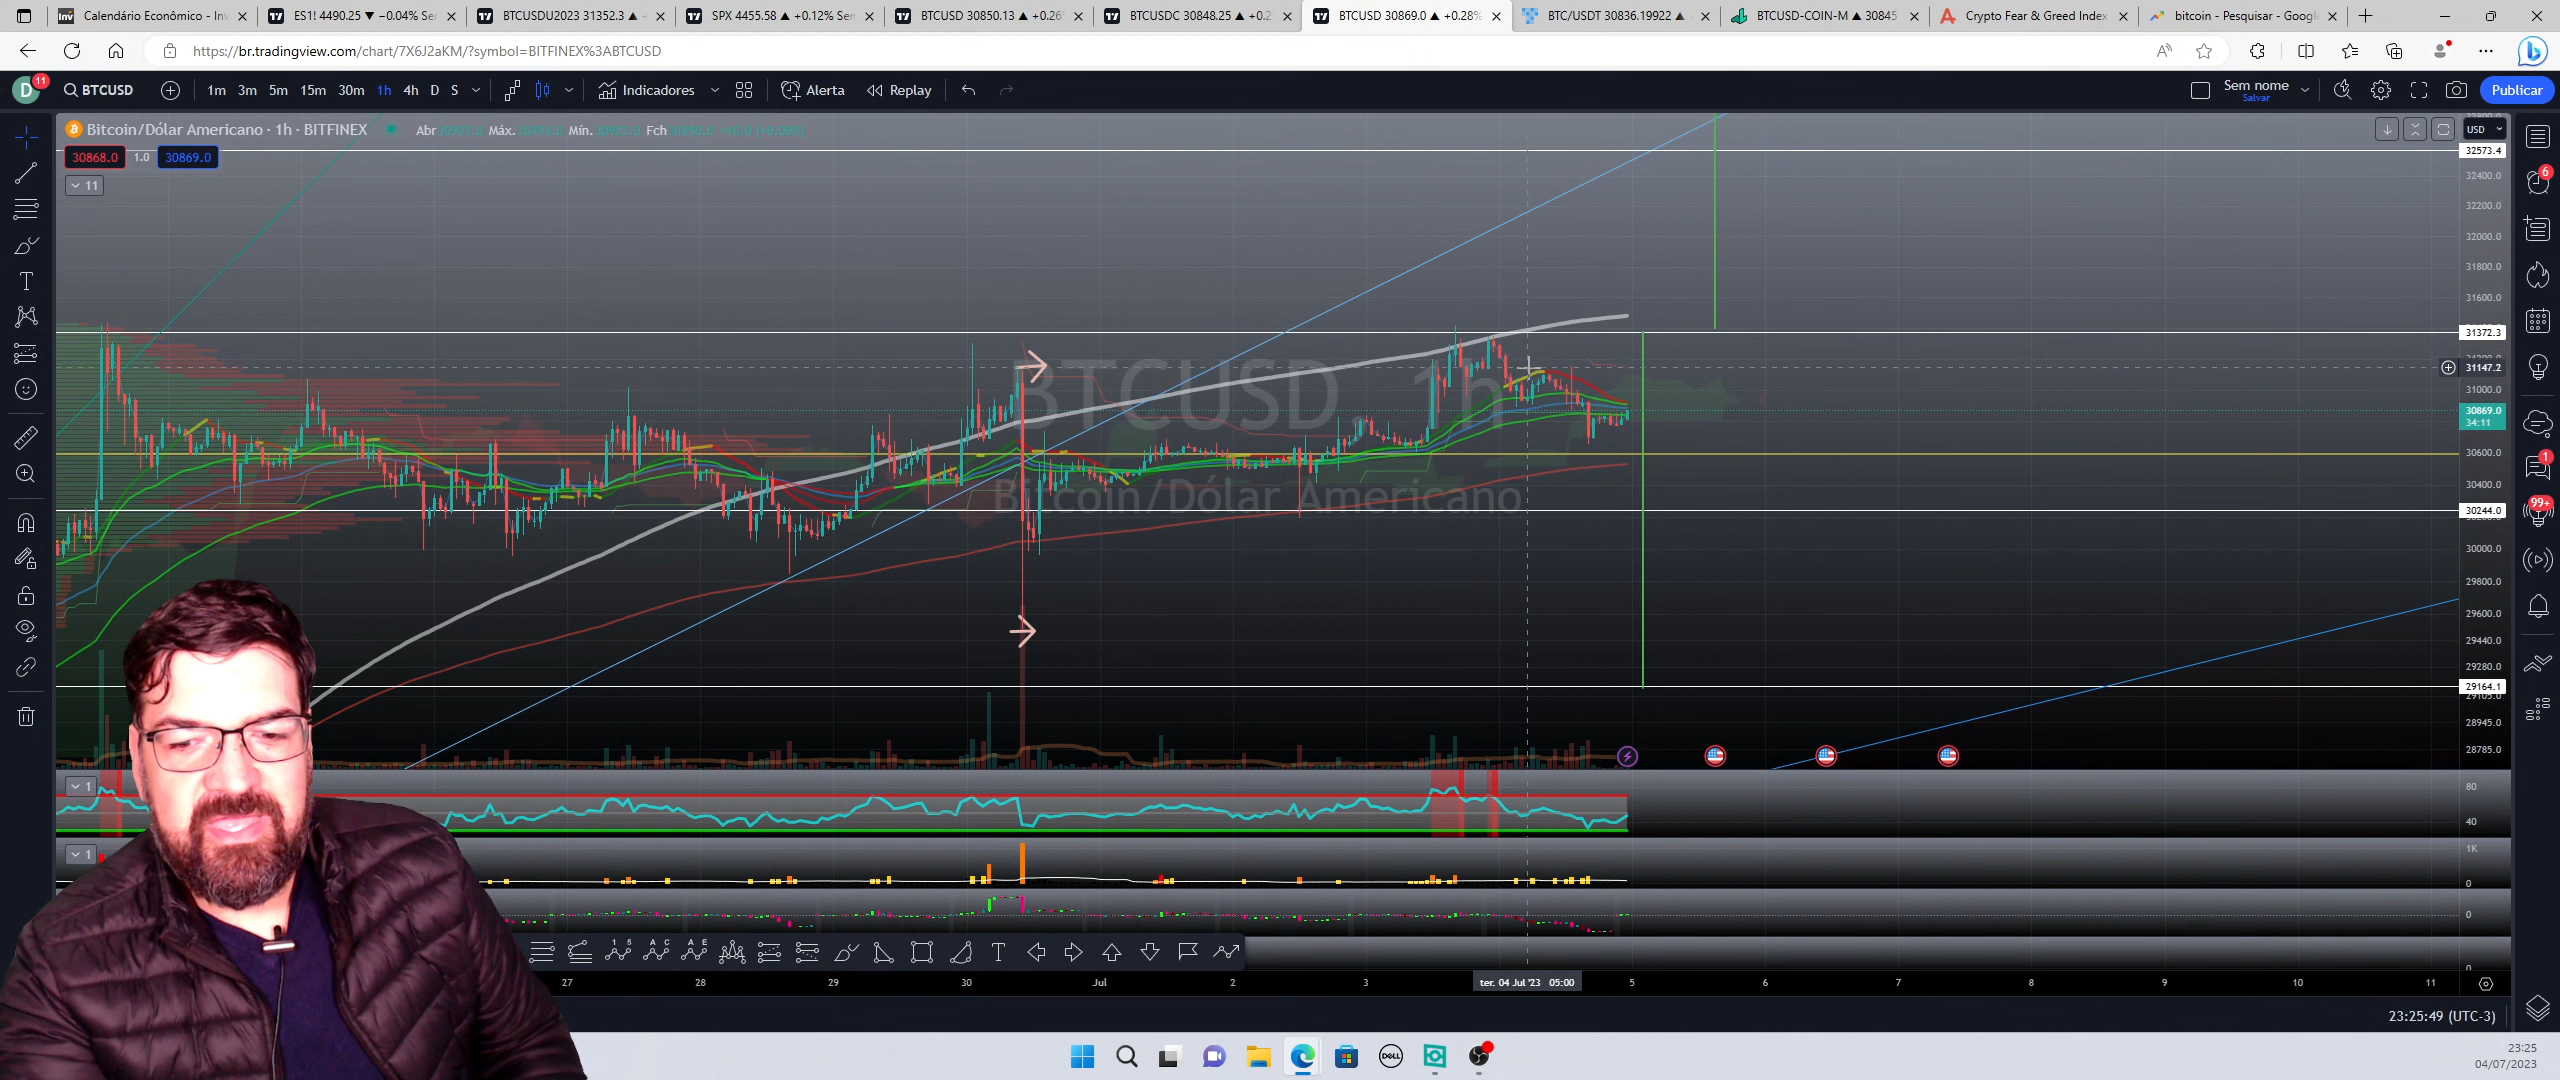 Calendário Econômico - Inv
ES1! 4490.25 ▼ −0.04% Ser
BTCUSDU2023 31352.3 ▲
SPX 4455.58 ▲ +0.12% Sen
BTCUSD 30850.13 ▲ +0.26
BTCUSDC 30848.25 ▲ +0.2
BTCUSD 30869.0 ▲ +0.28%
BTC/USDT 30836.19922 ▲
BTCUSD-COIN-M ▲ 30845
Crypto Fear & Greed Index
bitcoin - Pesquisar - Googl
https://br.tradingview.com/chart/7X6J2aKM/?symbol=BITFINEX%3ABTCUSD
D
11
BTCUSD
1m 3m 5m 15m 30m 1h 4h D S
Indicadores
Alerta
Replay
Sem nome
Salvar
Publicar
Bitcoin/Dólar Americano · 1h · BITFINEX
Abr
Máx.
Mín.
Fch
30868.0
1.0
30869.0
11
USD
32573.4
32400.0
32200.0
32000.0
31800.0
31600.0
31372.3
31147.2
31000.0
30869.0
34:11
30600.0
30400.0
30244.0
30000.0
29800.0
29600.0
29440.0
29280.0
29164.1
28945.0
28785.0
BTCUSD, 1h
Bitcoin/Dólar Americano
6
1
99+
1
80
40
1
1K
0
0
0
27
28
29
30
Jul
2
3
ter. 04 Jul '23 05:00
5
6
7
8
9
10
11
23:25:49 (UTC-3)
DELL
23:25
04/07/2023